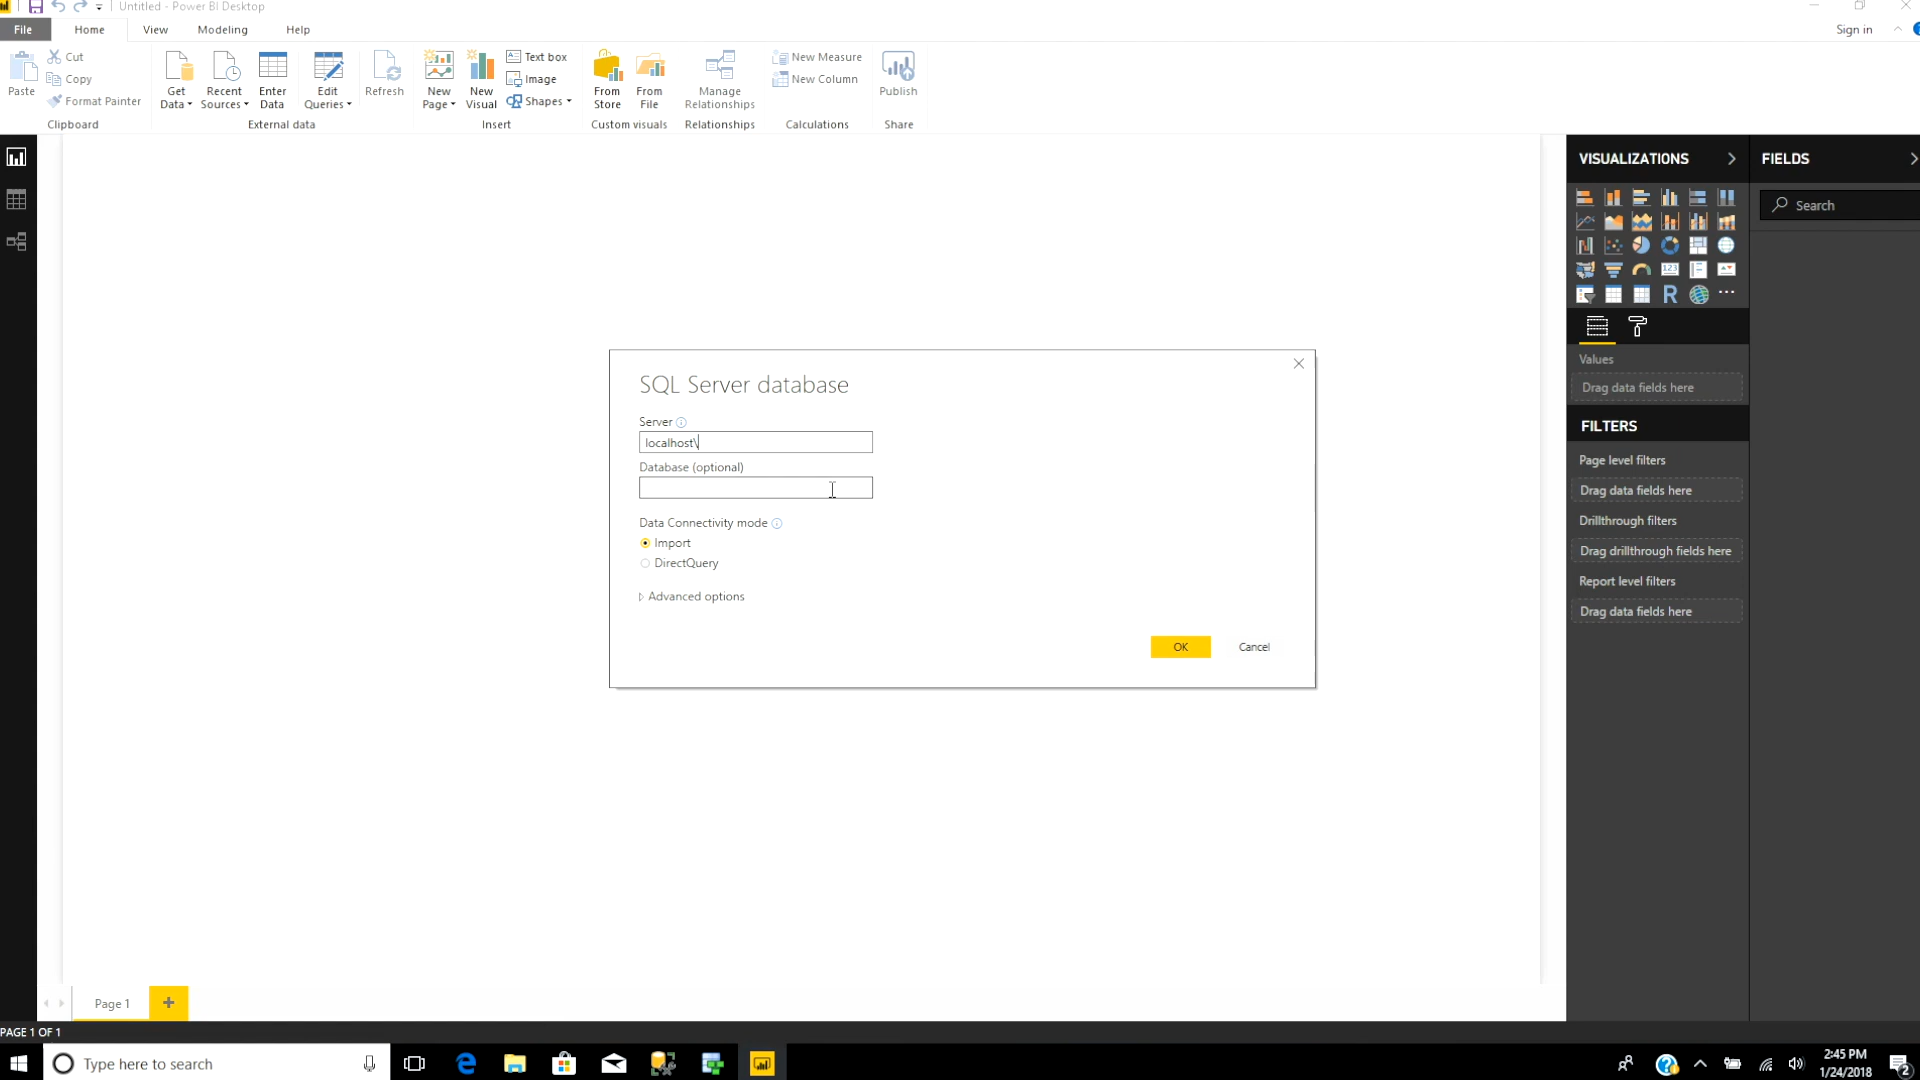 Untitled - Power BI Desktop
File Home View Modeling Help Sign in
Cut
Copy
Format Painter
Paste
Clipboard
Get Data
Recent Sources
Enter Data
Edit Queries
Refresh
External data
New Page
New Visual
Text box
Image
Shapes
Insert
From Store
From File
Custom visuals
Manage Relationships
Relationships
New Measure
New Column
Calculations
Publish
Share
VISUALIZATIONS
FIELDS
Search
123
R
Values
Drag data fields here
FILTERS
Page level filters
Drag data fields here
Drillthrough filters
Drag drillthrough fields here
Report level filters
Drag data fields here
SQL Server database
Server
localhost\
Database (optional)
Data Connectivity mode
Import
DirectQuery
Advanced options
OK Cancel
Page 1 +
PAGE 1 OF 1
Type here to search
2:45 PM
1/24/2018
2